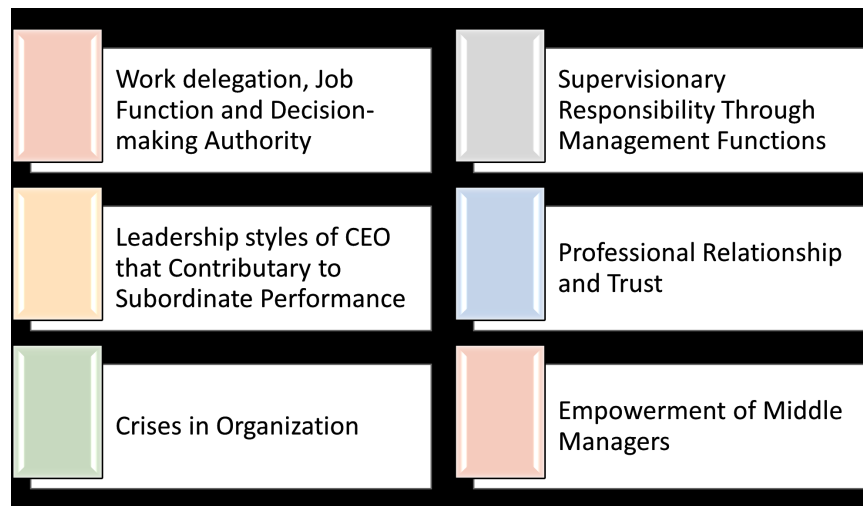 Work delegation, Job
Function and Decision-
making Authority
Supervisionary
Responsibility Through
Management Functions
Leadership styles of CEO
that Contributary to
Subordinate Performance
Professional Relationship
and Trust
Crises in Organization
Empowerment of Middle
Managers